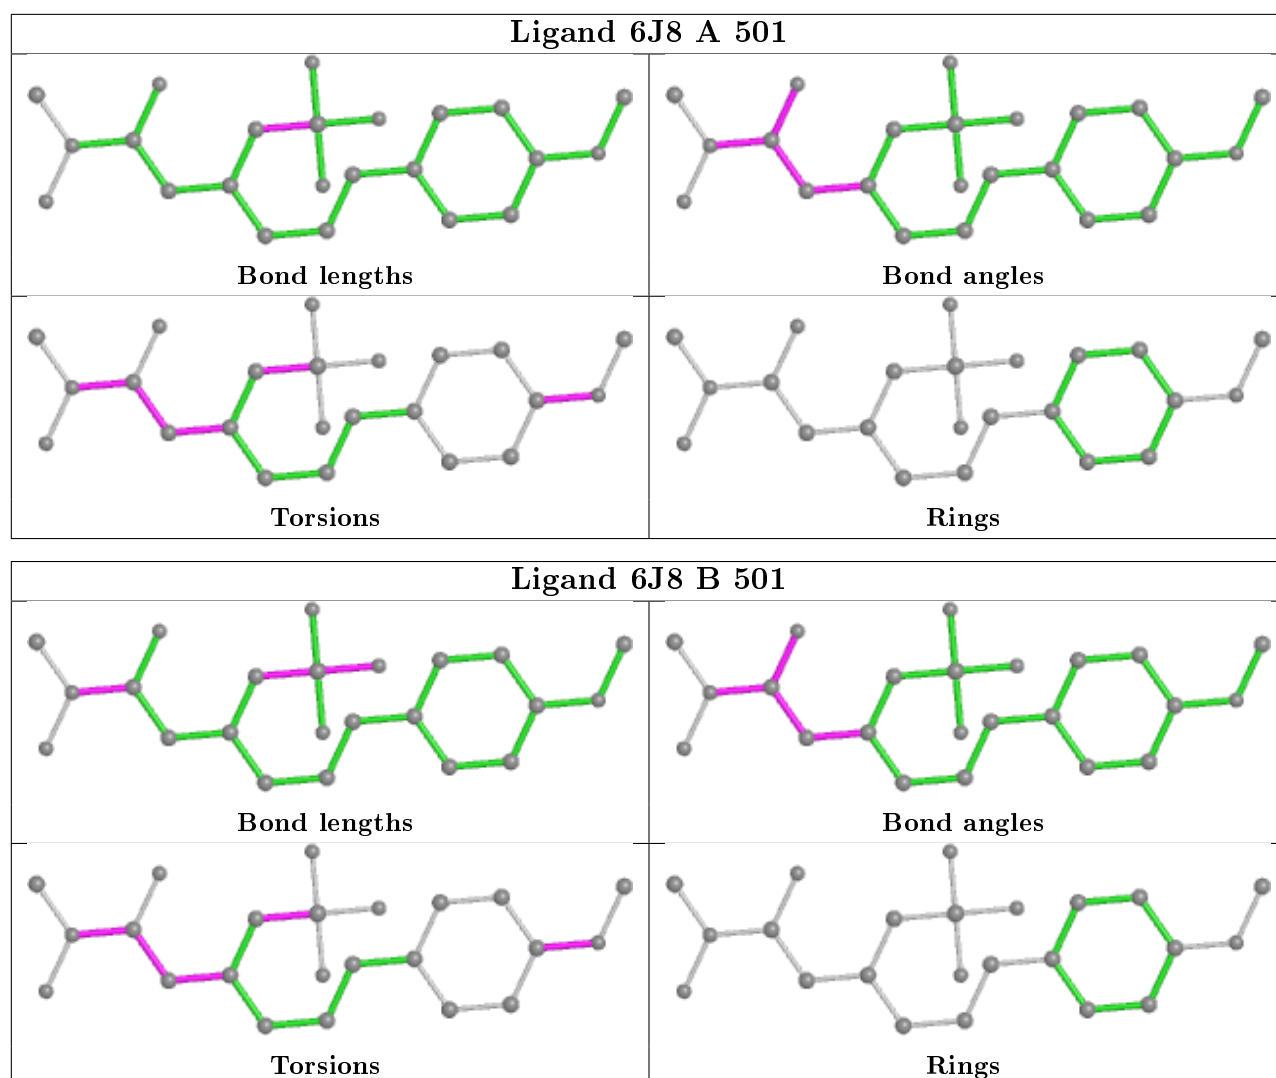 Ligand 6J8 A 501
Bond lengths
Bond angles
Torsions
Rings
Ligand 6J8 B 501
Bond lengths
Bond angles
Torsions
Rings